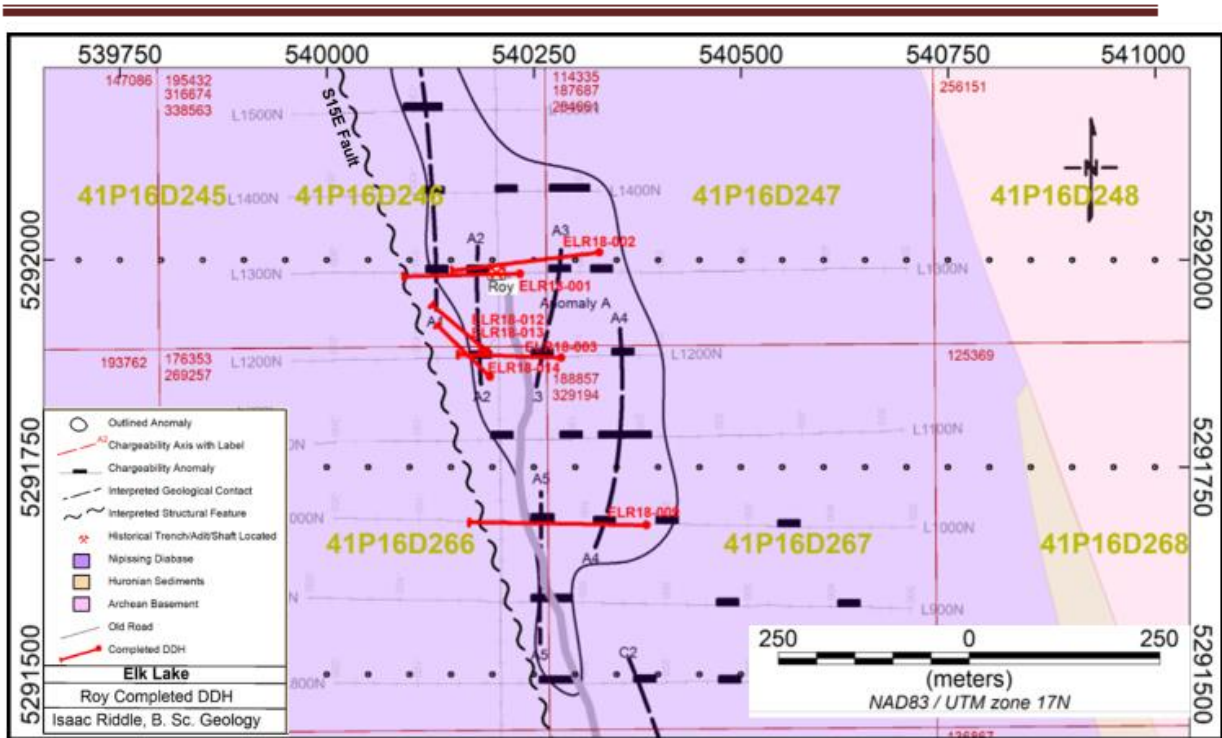 539750 540000 540250 540500 540750 541000
147086 195432
316674
338563
114335
187687
264661
256151
S15E Fault
L1500N
41P16D245
41P16D246
41P16D247
41P16D248
L1400N
L1400N
5292000
5292000
A2
A3
ELR18-002
L1300N
L1300N
Roy
ELR18-001
Anomaly A
A4
ELR18-012
ELR18-013
ELR18-003
L1200N
L1200N
193762 176353
269257
125369
ELR18-014
188857
329194
A2
L1100N
5291750
5291750
A5
ELR18-009
L1000N
41P16D266
41P16D267
41P16D268
A4
L900N
A5
C2
5291500
5291500
Outlined Anomaly
A2
Chargeability Axis with Label
Chargeability Anomaly
Interpreted Geological Contact
Interpreted Structural Feature
Historical Trench/Adit/Shaft Located
Nipissing Diabase
Huronian Sediments
Archean Basement
Old Road
Completed DDH
Elk Lake
Roy Completed DDH
Isaac Riddle, B. Sc. Geology
N
250 0 250
(meters)
NAD83 / UTM zone 17N